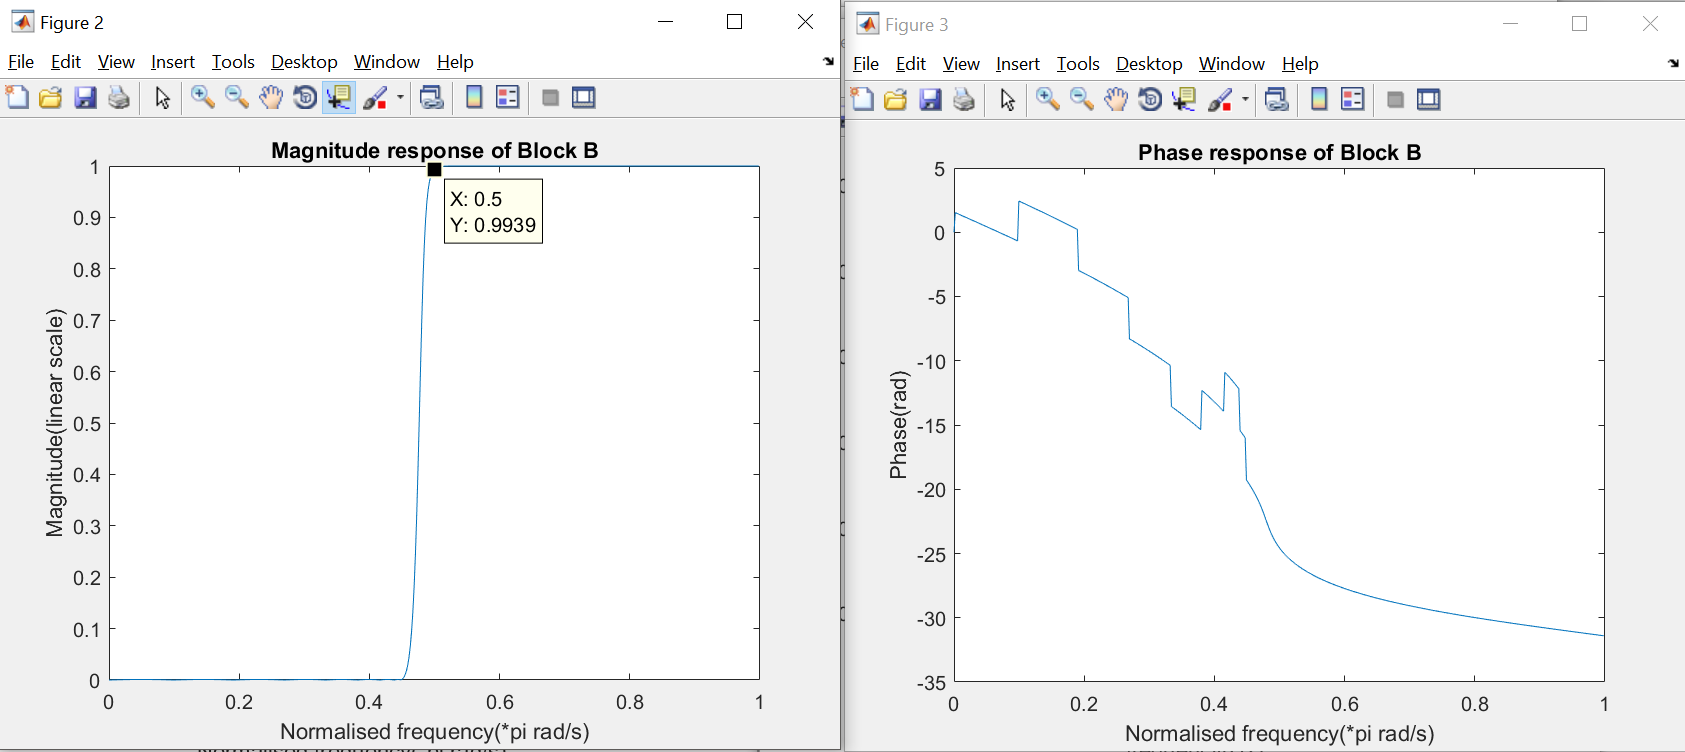 Figure 2
File Edit View Insert Tools Desktop Window Help
Magnitude response of Block B
1
0.9
0.8
0.7
0.6
0.5
0.4
0.3
0.2
0.1
0
Magnitude(linear scale)
X: 0.5
Y: 0.9939
0 0.2 0.4 0.6 0.8 1
Normalised frequency(*pi rad/s)
Figure 3
File Edit View Insert Tools Desktop Window Help
Phase response of Block B
5
0
-5
-10
-15
-20
-25
-30
-35
Phase(rad)
0 0.2 0.4 0.6 0.8 1
Normalised frequency(*pi rad/s)